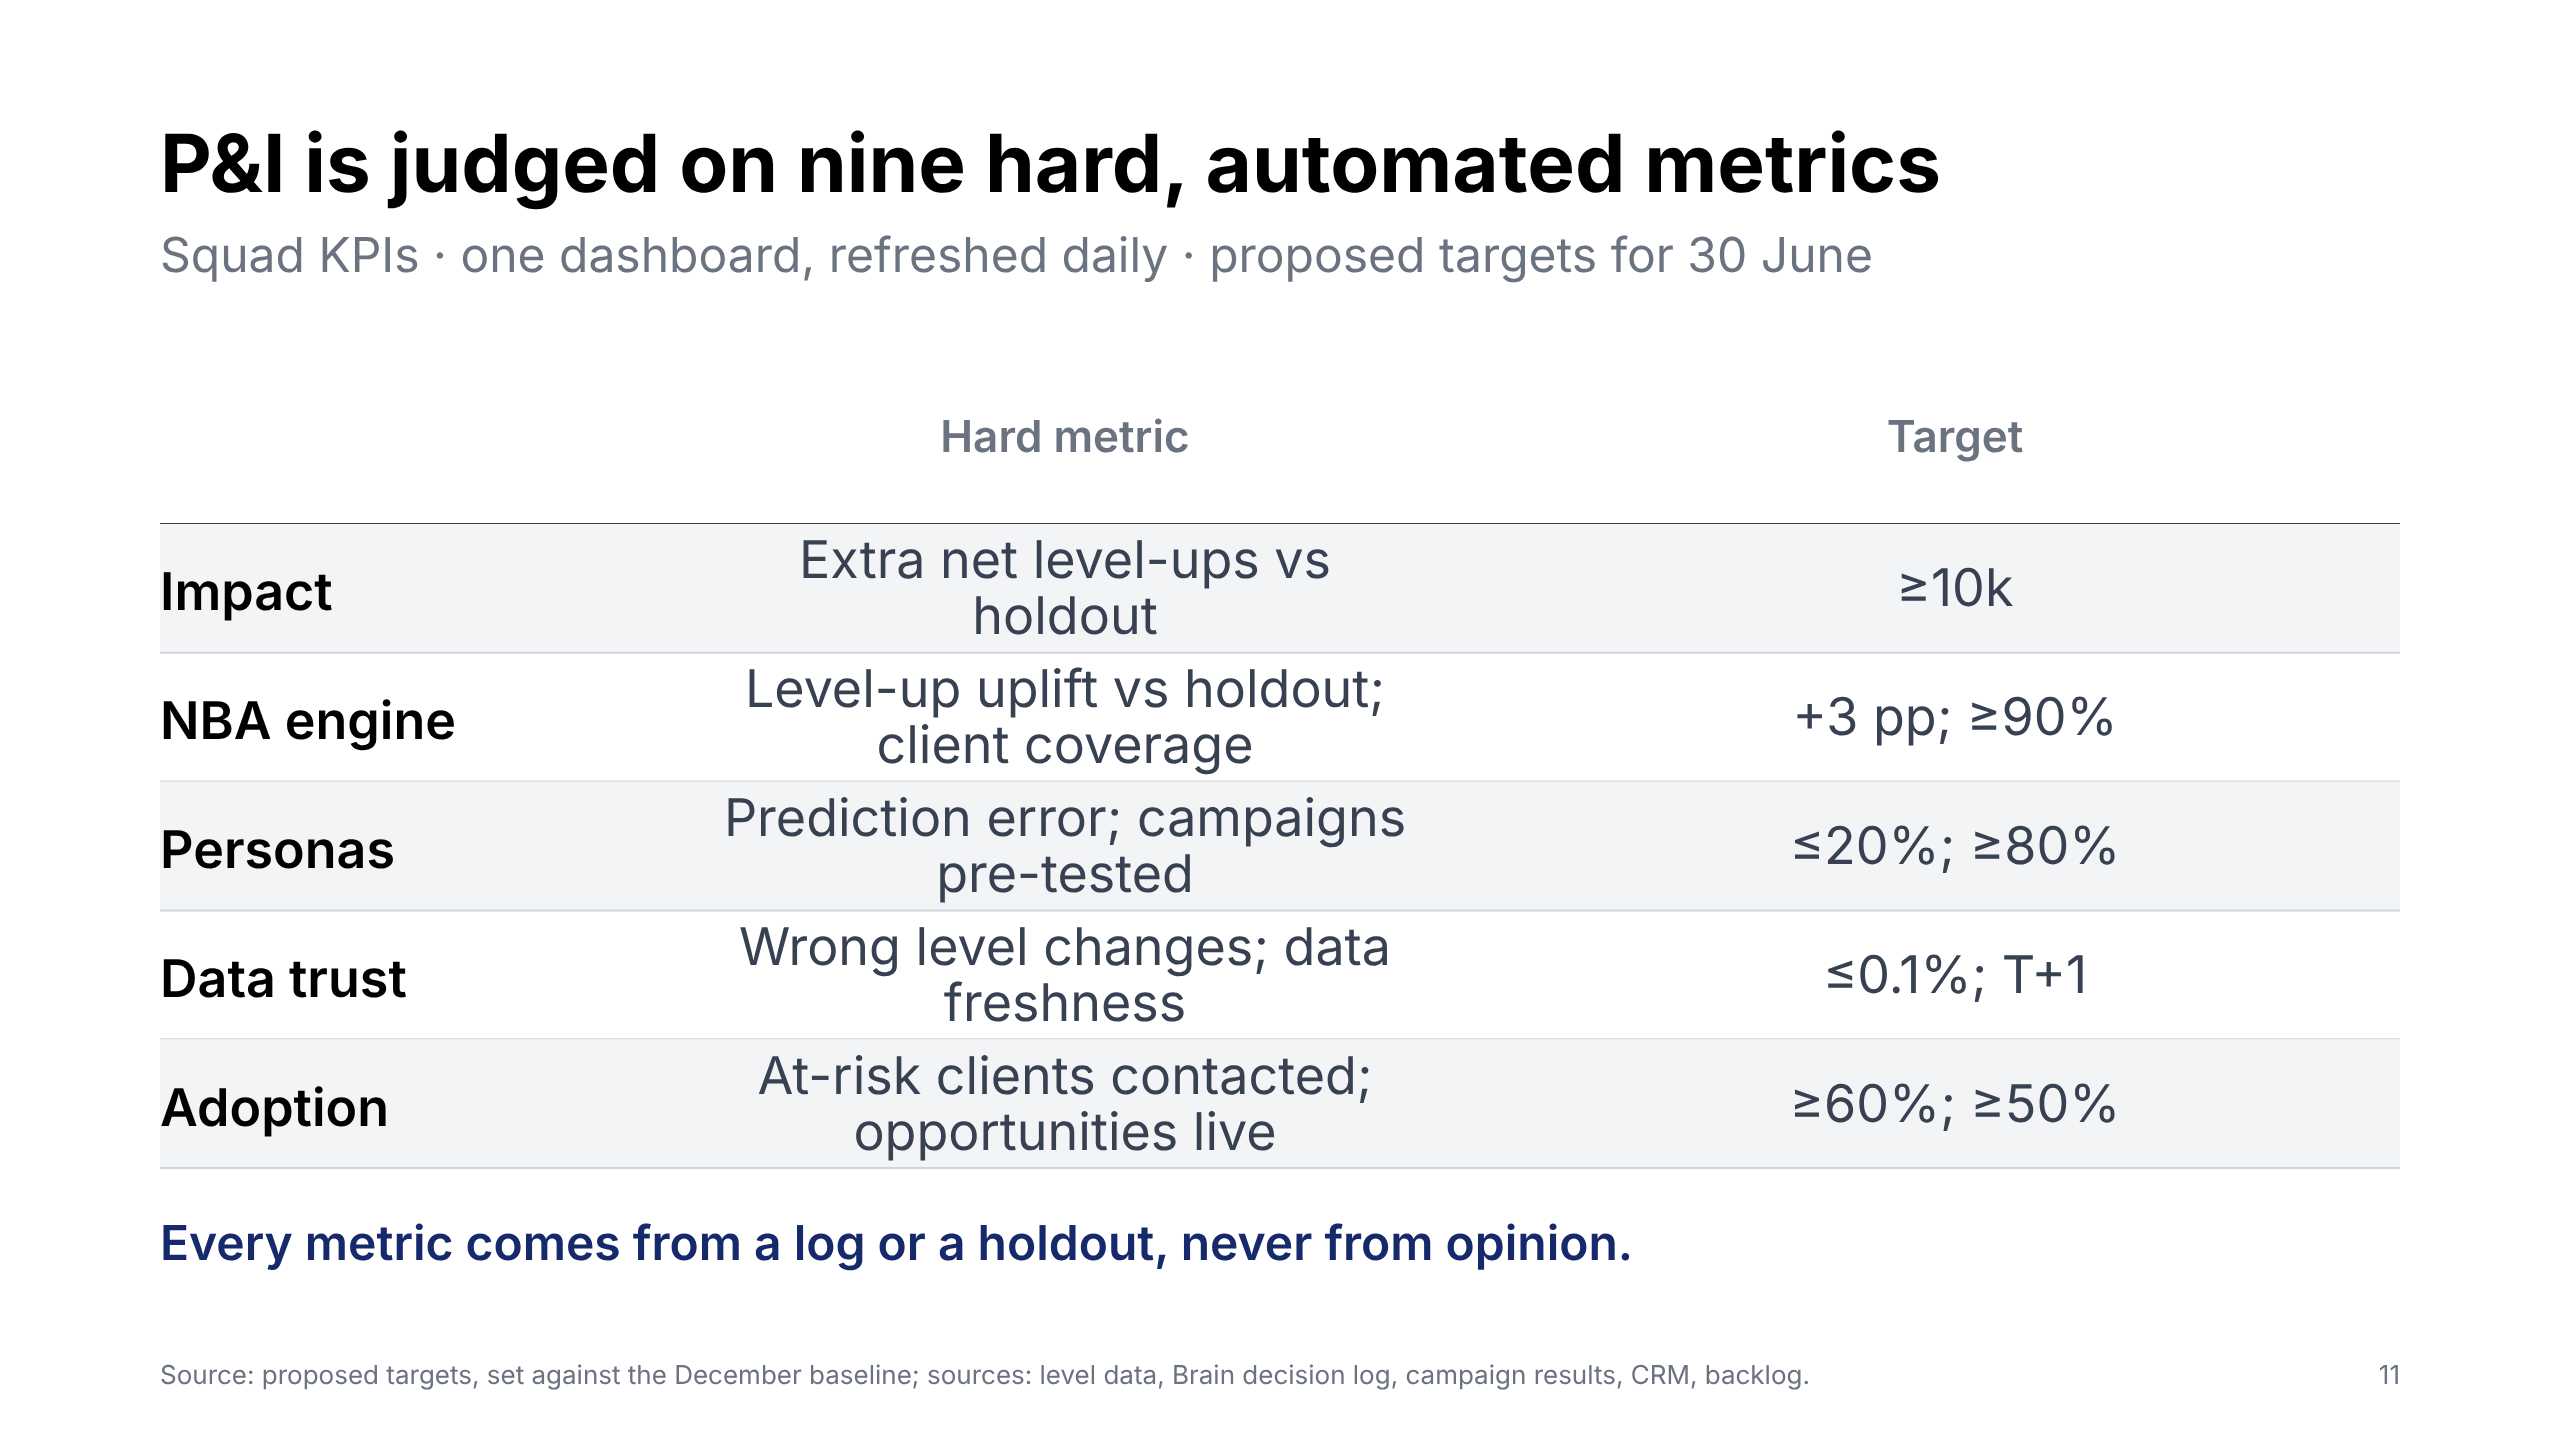 P&I is judged on nine hard, automated metrics
Squad KPIs · one dashboard, refreshed daily · proposed targets for 30 June
Hard metric
Target
Impact
Extra net level-ups vs
holdout
≥10k
NBA engine
Level-up uplift vs holdout;
client coverage
+3 pp; ≥90%
Personas
Prediction error; campaigns
pre-tested
≤20%; ≥80%
Data trust
Wrong level changes; data
freshness
≤0.1%; T+1
Adoption
At-risk clients contacted;
opportunities live
≥60%; ≥50%
Every metric comes from a log or a holdout, never from opinion.
Source: proposed targets, set against the December baseline; sources: level data, Brain decision log, campaign results, CRM, backlog.
11